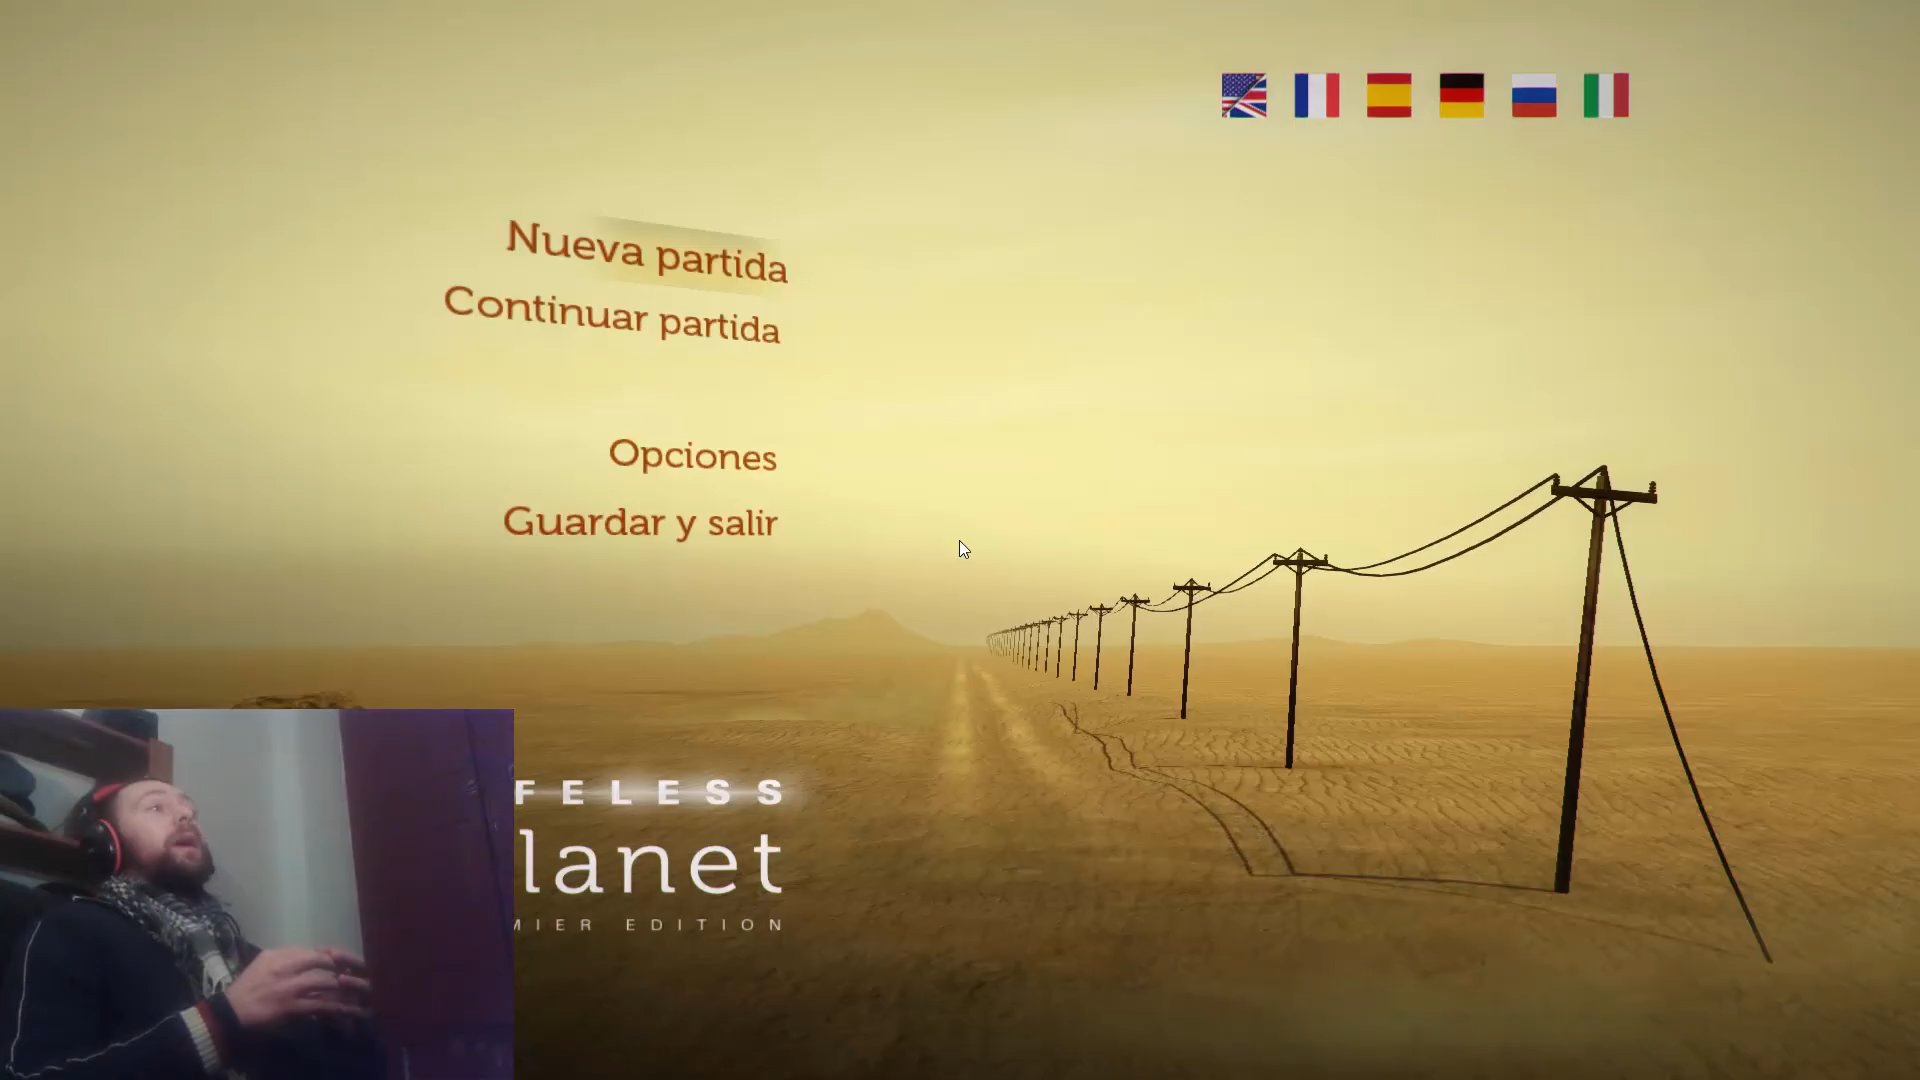 Nueva partida
Continuar partida
Opciones
Guardar y salir
FELESS
lanet
MIER EDITION